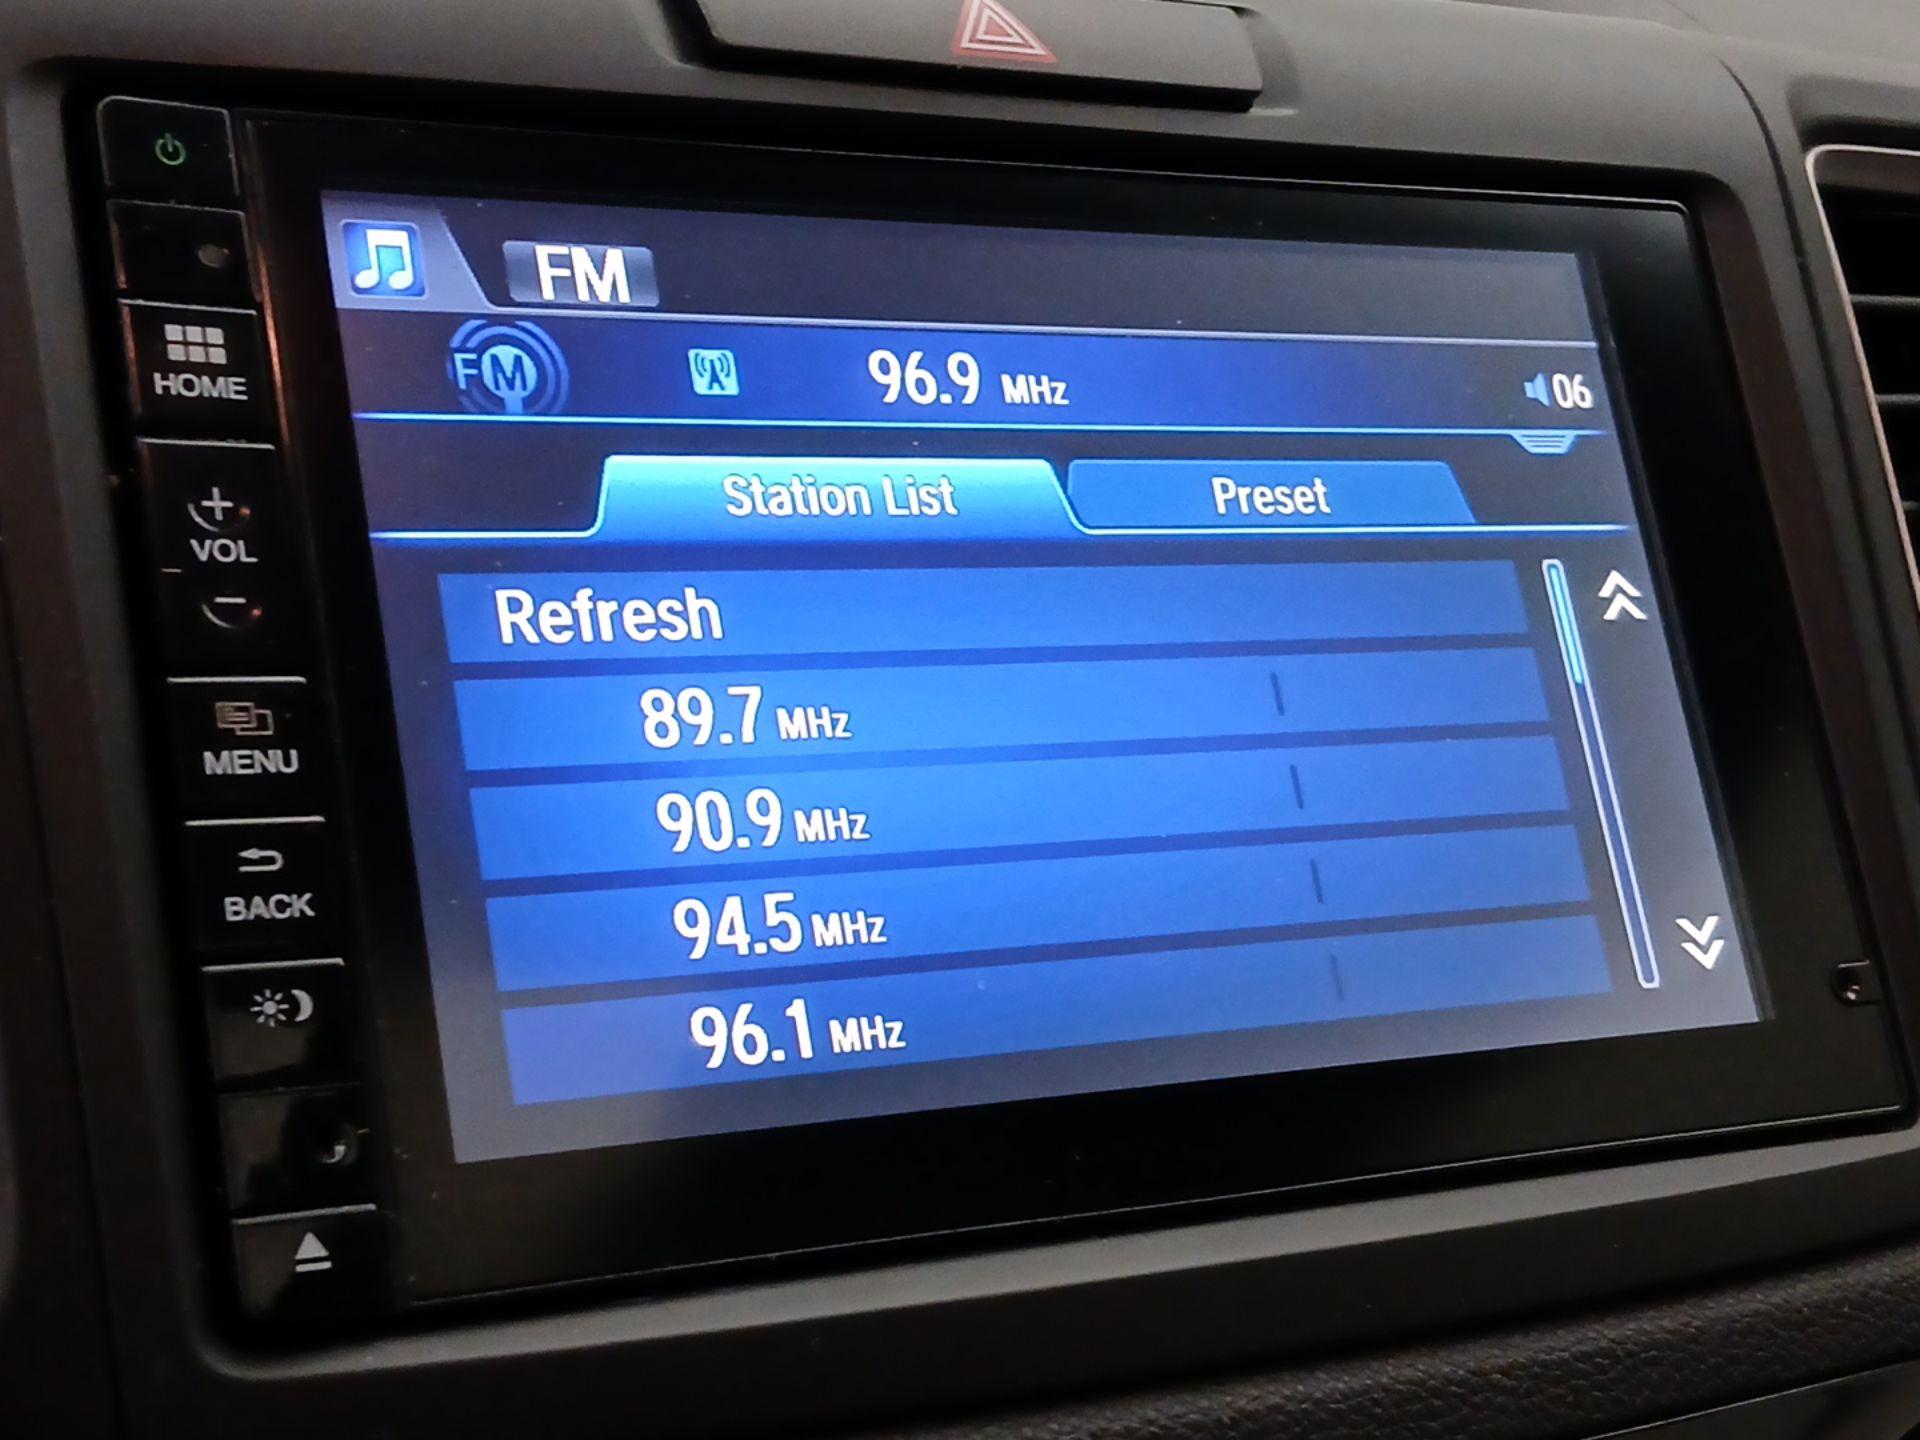 FM
FM 96.9 MHz 06
HOME
Station List Preset
VOL
Refresh
89.7 MHz
MENU
90.9 MHz
BACK
94.5 MHz
96.1 MHz